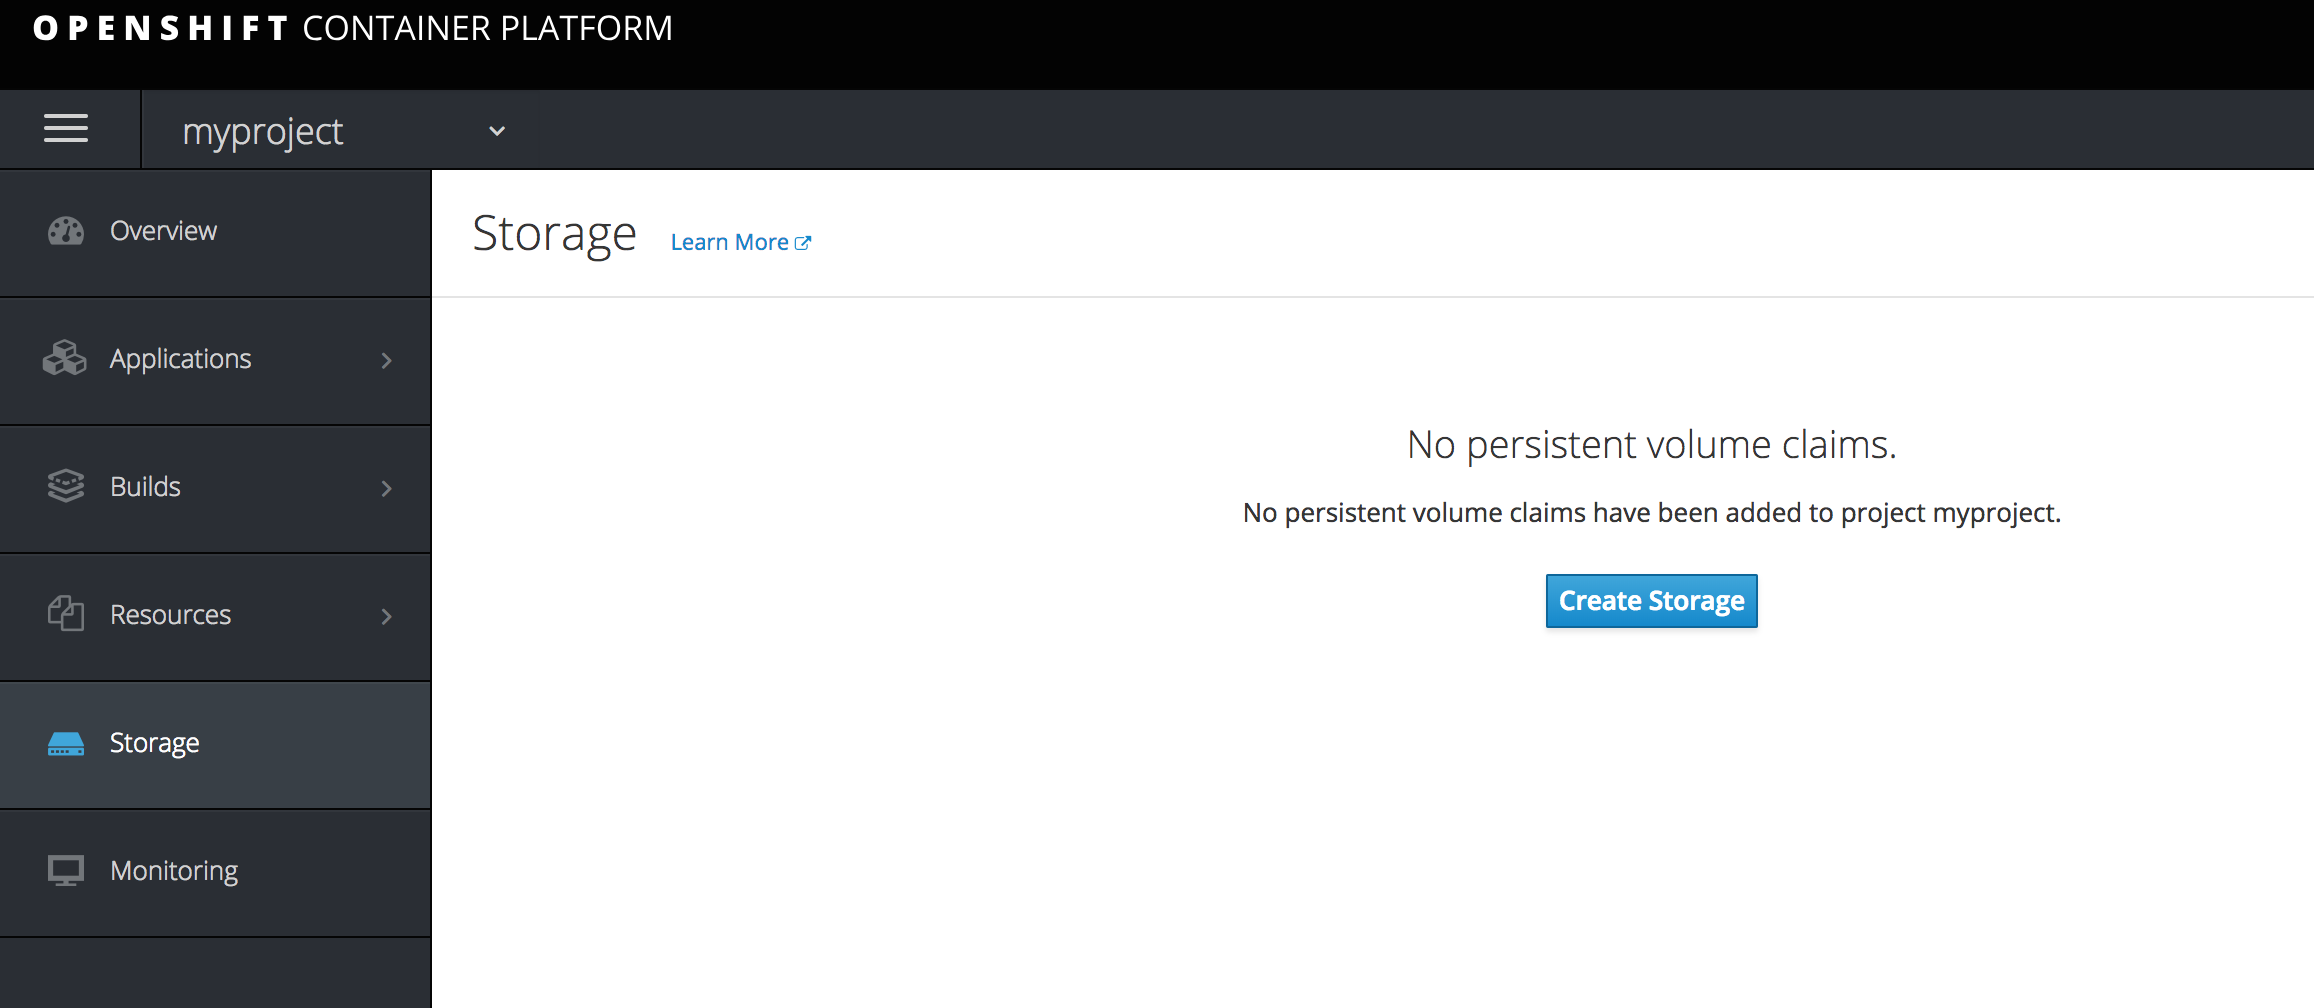 OPENSHIFT CONTAINER PLATFORM
myproject
Overview
Applications
Builds
Resources
Storage
Monitoring
Storage Learn More
No persistent volume claims.
No persistent volume claims have been added to project myproject.
Create Storage